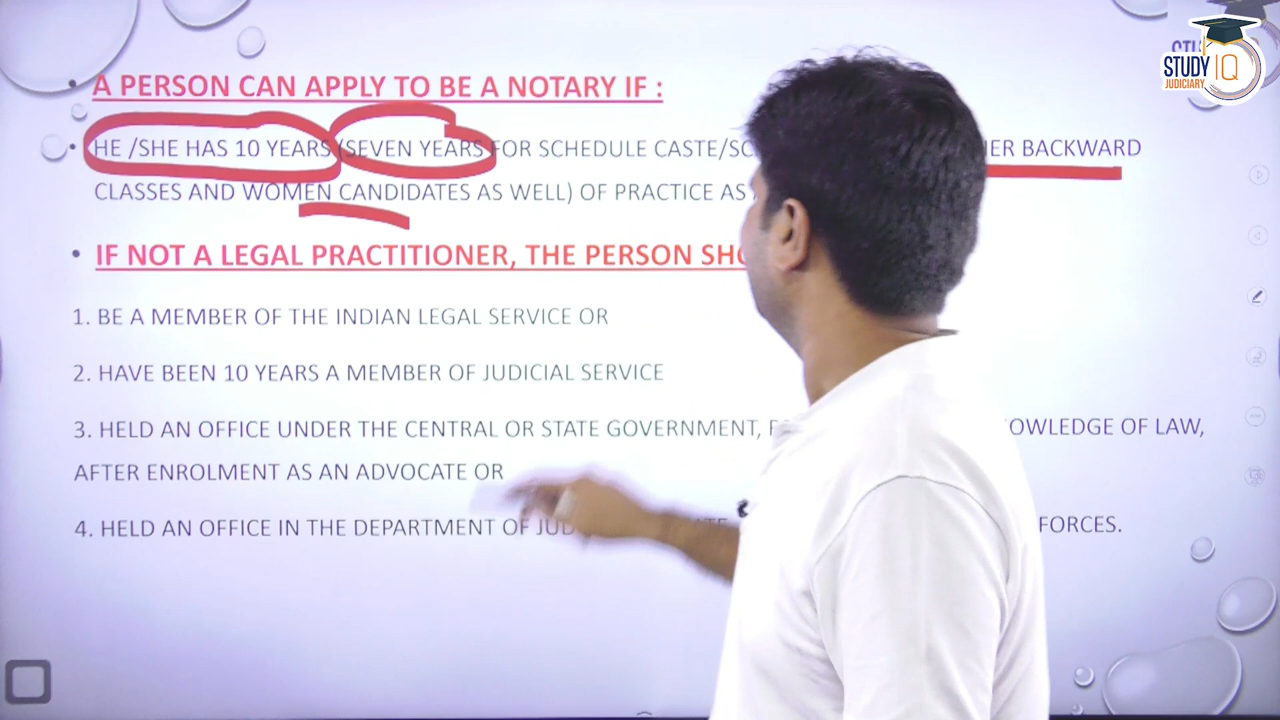 STUDY IQ
JUDICIARY
• A PERSON CAN APPLY TO BE A NOTARY IF :
• HE /SHE HAS 10 YEARS (SEVEN YEARS FOR SCHEDULE CASTE/SC HER BACKWARD
CLASSES AND WOMEN CANDIDATES AS WELL) OF PRACTICE AS
• IF NOT A LEGAL PRACTITIONER, THE PERSON SHO
1. BE A MEMBER OF THE INDIAN LEGAL SERVICE OR
2. HAVE BEEN 10 YEARS A MEMBER OF JUDICIAL SERVICE
3. HELD AN OFFICE UNDER THE CENTRAL OR STATE GOVERNMENT, OWLEDGE OF LAW,
AFTER ENROLMENT AS AN ADVOCATE OR
4. HELD AN OFFICE IN THE DEPARTMENT OF JUD FORCES.